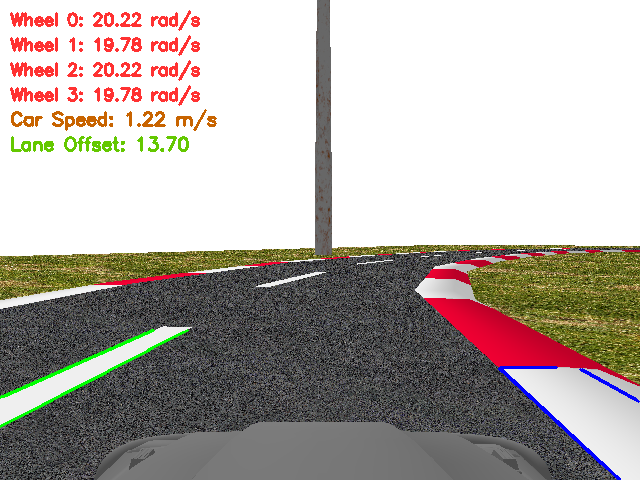 Wheel 0: 20.22 rad/s
Wheel 1: 19.78 rad/s
Wheel 2: 20.22 rad/s
Wheel 3: 19.78 rad/s
Car Speed: 1.22 m/s
Lane Offset: 13.70